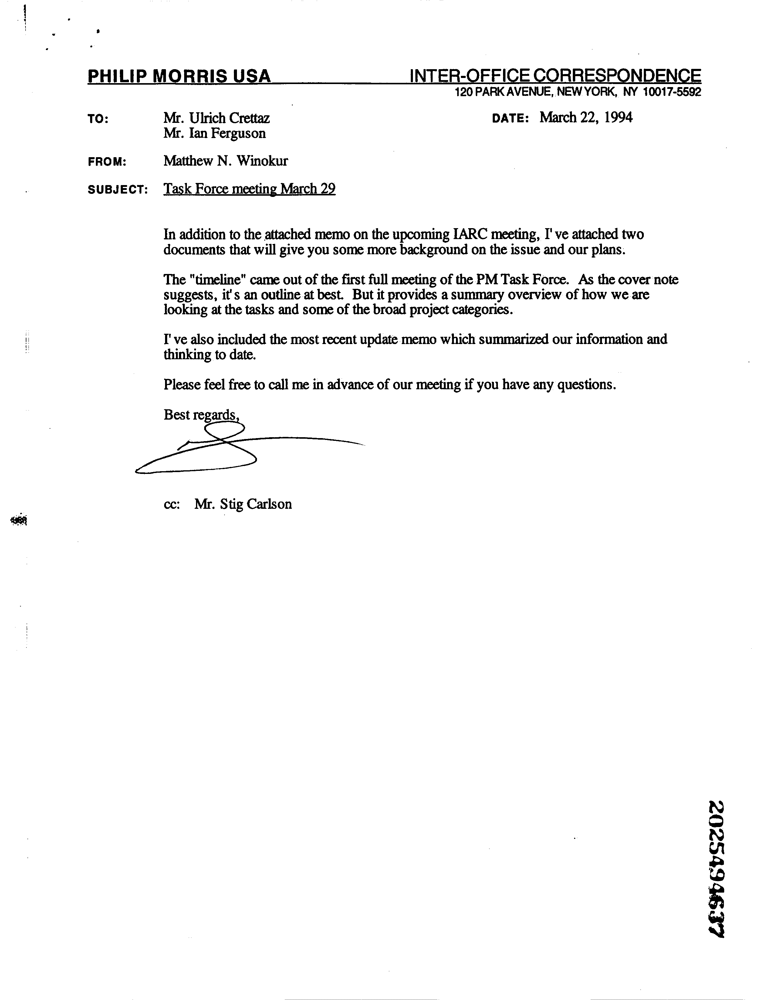 PHILIP MORRIS USA INTER-OFFICE CORRESPONDENCE
120 PARK AVENUE, NEW YORK, NY 10017-5592
TO: Mr. Ulrich Crettaz DATE: March 22, 1994
Mr. Ian Ferguson
FROM: Matthew N. Winokur
SUBJECT: Task Force meeting March 29
In addition to the attached memo on the upcoming IARC meeting, I've attached two
documents that will give you some more background on the issue and our plans.
The "timeline" came out of the first full meeting of the PM Task Force. As the cover note
suggests, it's an outline at best. But it provides a summary overview of how we are
looking at the tasks and some of the broad project categories.
I've also included the most recent update memo which summarized our information and
thinking to date.
Please feel free to call me in advance of our meeting if you have any questions.
Best regards,
cc: Mr. Stig Carlson
2025494637